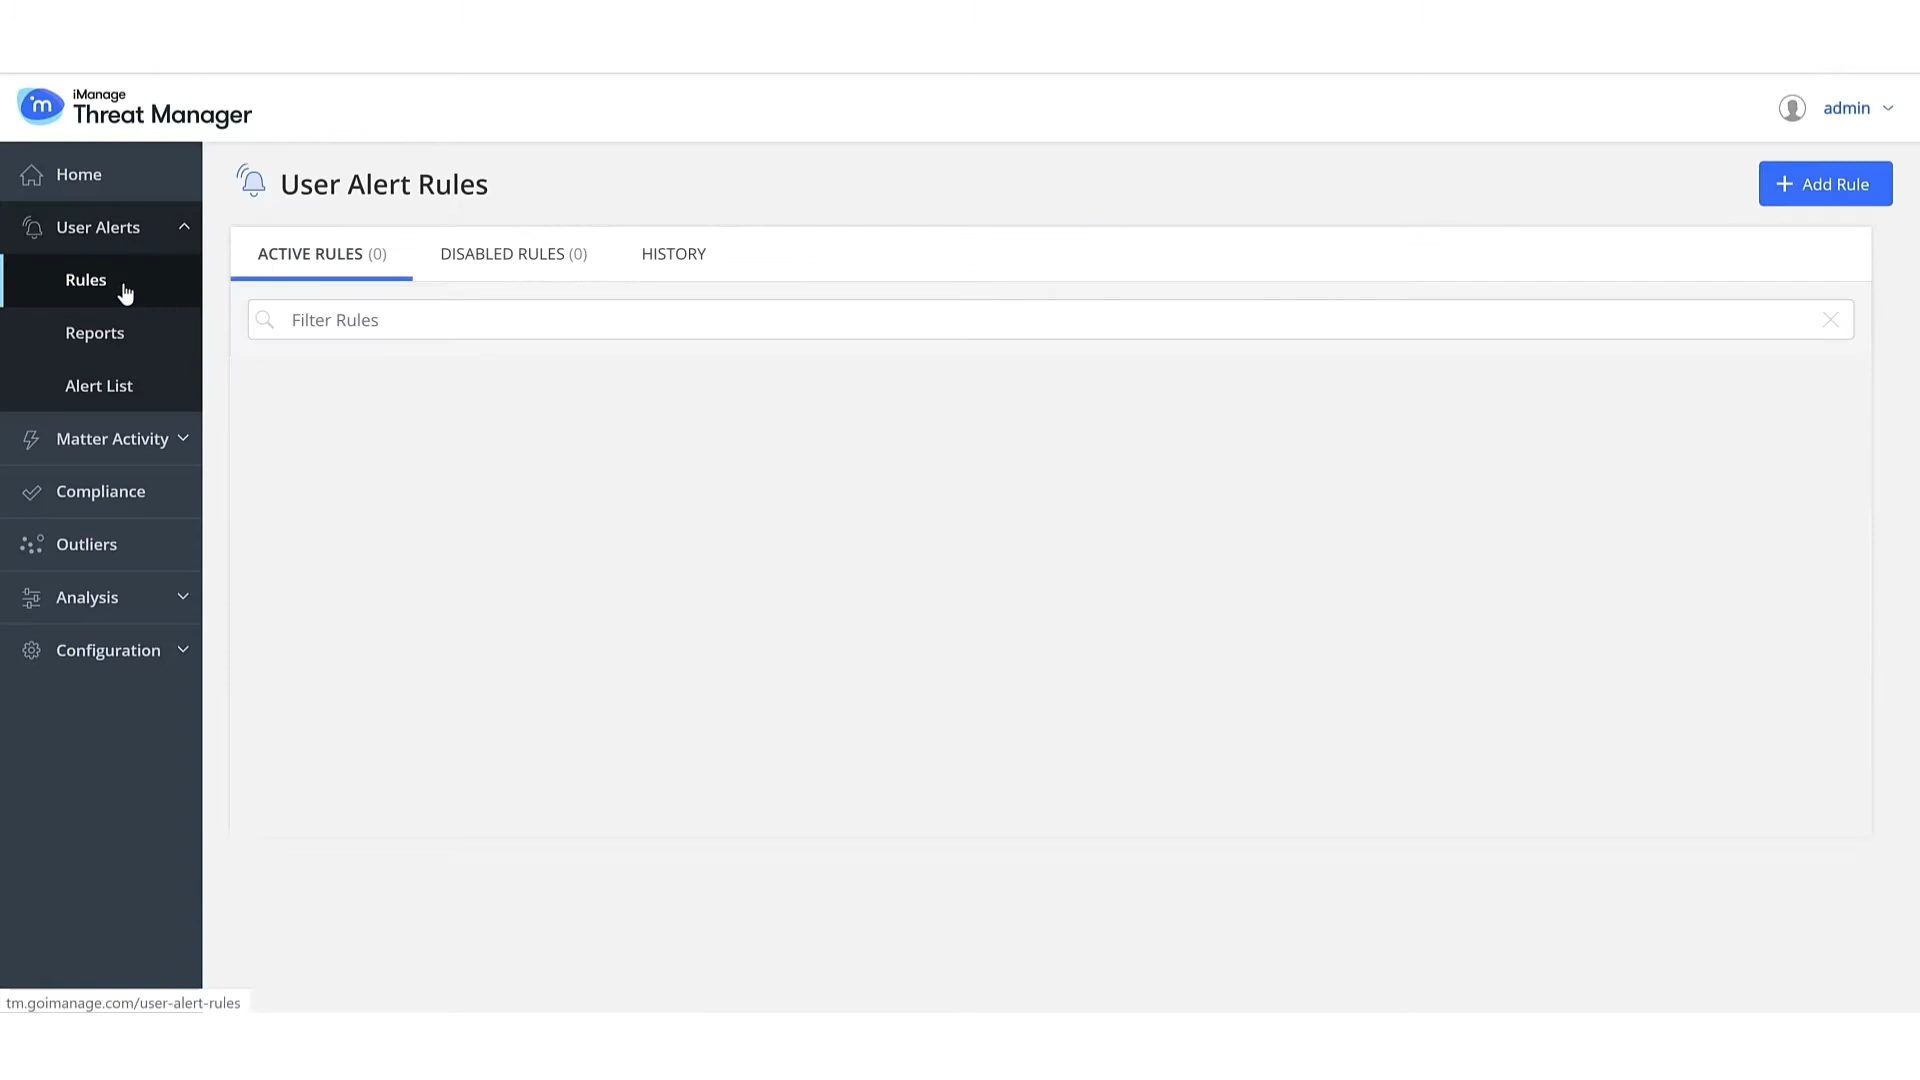 iManage
Threat Manager
admin
Home
User Alerts
Rules
Reports
Alert List
Matter Activity
Compliance
Outliers
Analysis
Configuration
User Alert Rules
Add Rule
ACTIVE RULES (0)
DISABLED RULES (0)
HISTORY
Filter Rules
tm.goimanage.com/user-alert-rules